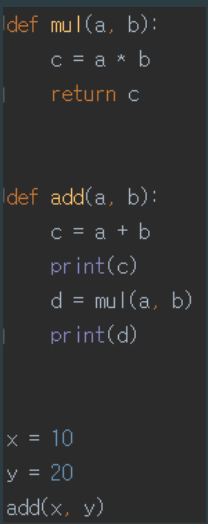 def mul(a, b):
    c = a * b
    return c
def add(a, b):
    c = a + b
    print(c)
    d = mul(a, b)
    print(d)
x = 10
y = 20
add(x, y)